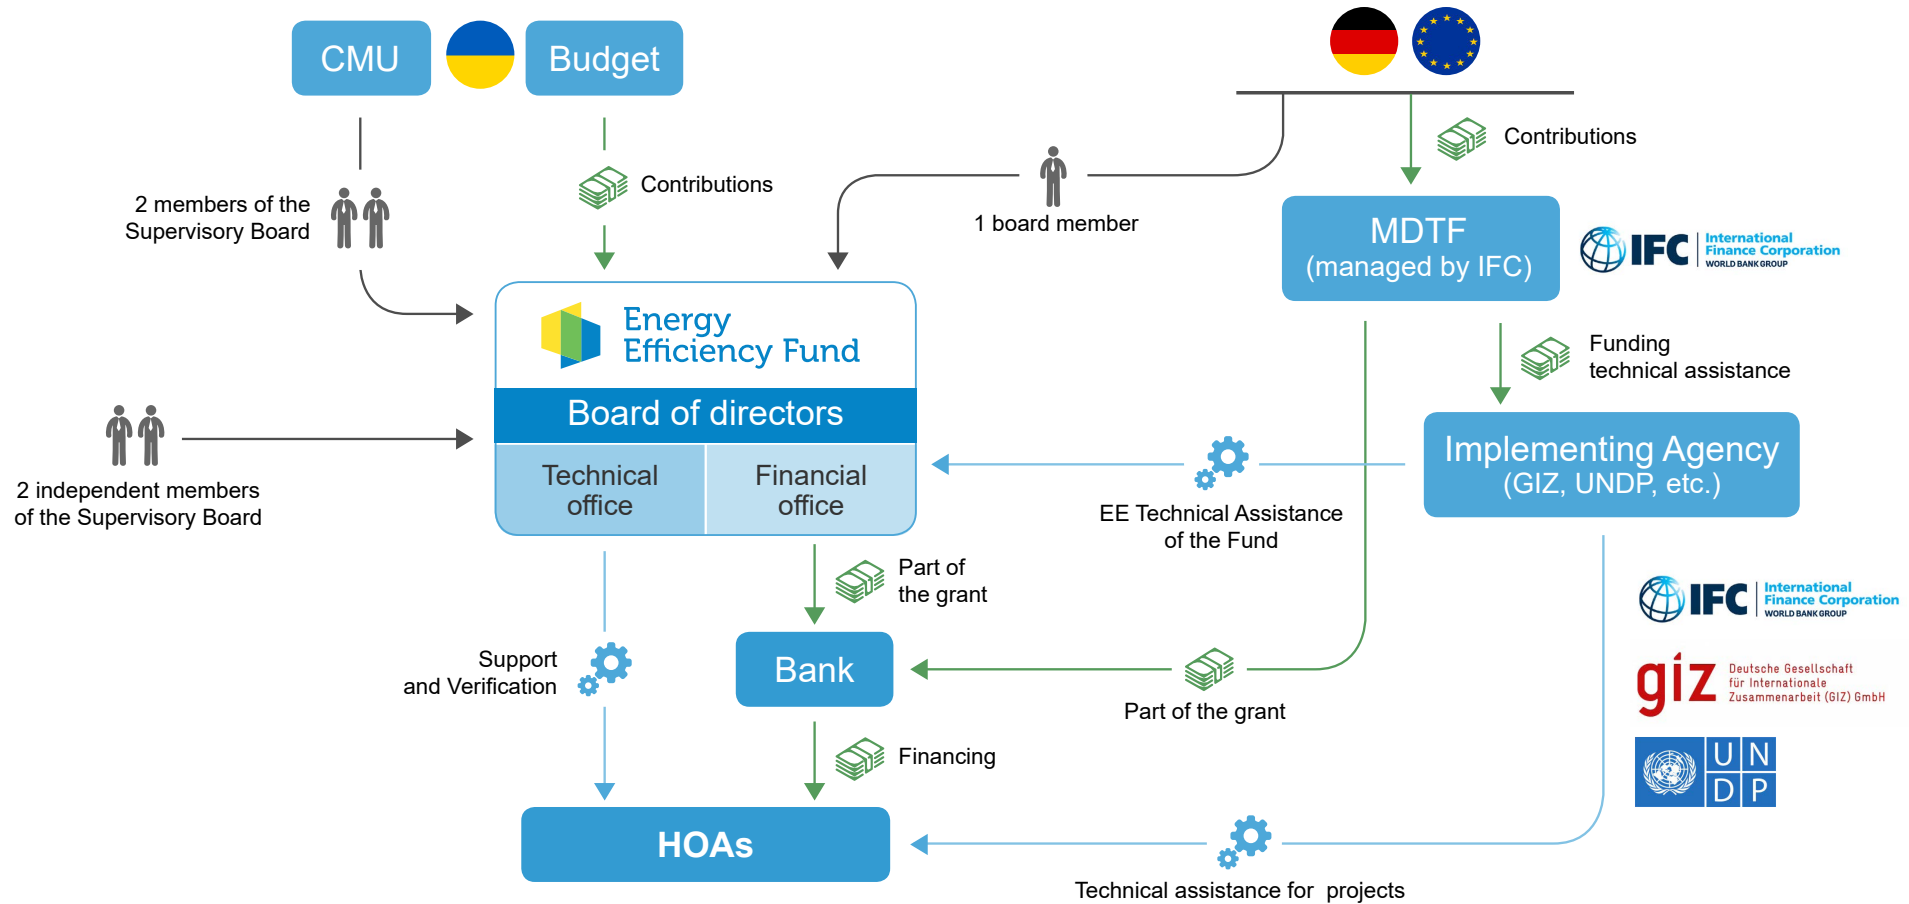 CMU
Budget
Contributions
Contributions
2 members of the
Supervisory Board
1 board member
MDTF
(managed by IFC)
IFC
International
Finance Corporation
WORLD BANK GROUP
Energy
Efficiency Fund
Board of directors
Technical
office
Financial
office
2 independent members
of the Supervisory Board
Funding
technical assistance
Implementing Agency
(GIZ, UNDP, etc.)
EE Technical Assistance
of the Fund
Part of
the grant
Support
and Verification
Bank
Part of the grant
Financing
IFC
International
Finance Corporation
WORLD BANK GROUP
giz
Deutsche Gesellschaft
für Internationale
Zusammenarbeit (GIZ) GmbH
U N
D P
HOAs
Technical assistance for  projects